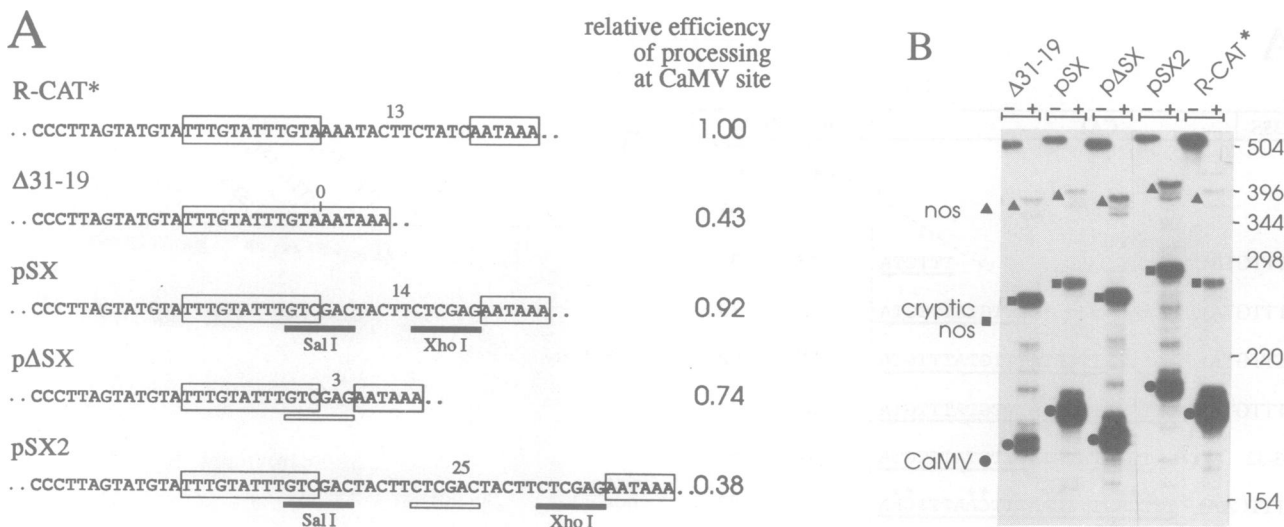 A
relative efficiency
of processing
at CaMV site
R-CAT*
13
. . CCCTTAGTATGTATTTGTATTTGTAAAATACTTCTATCAATAAA . . 1.00
Δ31-19
0
. . CCCTTAGTATGTATTTGTATTTGTAAATAAA . . 0.43
pSX
14
. . CCCTTAGTATGTATTTGTATTTGTCGACTACTTCTCGAGAATAAA . . 0.92
Sal I Xho I
pΔSX
3
. . CCCTTAGTATGTATTTGTATTTGTCGAGAATAAA . . 0.74
pSX2
25
. . CCCTTAGTATGTATTTGTATTTGTCGACTACTTCTCGACTACTTCTCGAGAATAAA . . 0.38
Sal I Xho I
B
Δ31-19 pSX pΔSX pSX2 R-CAT*
- + - + - + - + - +
504
396
nos
344
298
cryptic
nos
220
CaMV
154